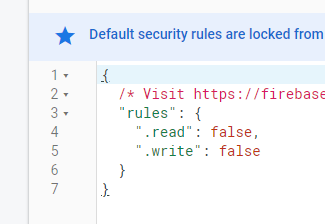 Default security rules are locked from
1 {
2 /* Visit https://firebase
3 "rules": {
4 ".read": false,
5 ".write": false
6 }
7 }